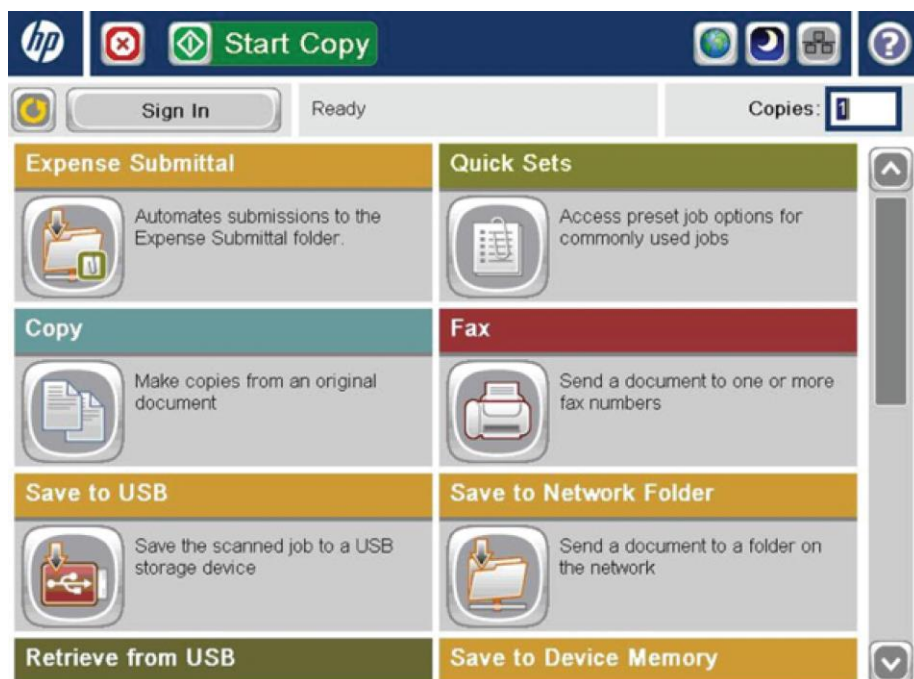 hp
Start Copy
?
Sign In
Ready
Copies: 1
Expense Submittal
Automates submissions to the
Expense Submittal folder.
Quick Sets
Access preset job options for
commonly used jobs
Copy
Make copies from an original
document
Fax
Send a document to one or more
fax numbers
Save to USB
Save the scanned job to a USB
storage device
Save to Network Folder
Send a document to a folder on
the network
Retrieve from USB
Save to Device Memory